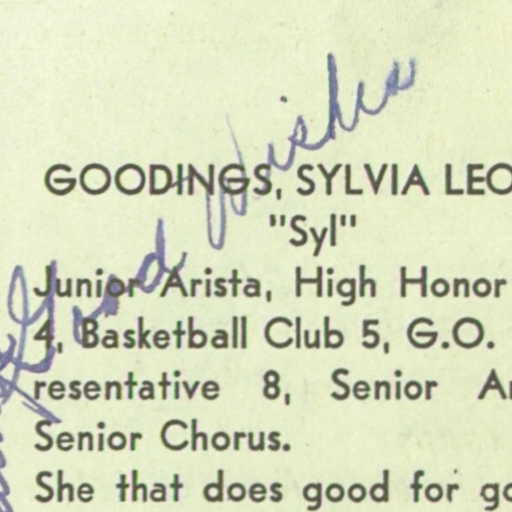 Good Wishes
GOODINGS, SYLVIA LEO
"Syl"
Junior Arista, High Honor
4, Basketball Club 5, G.O.
resentative 8, Senior A
Senior Chorus.
She that does good for go